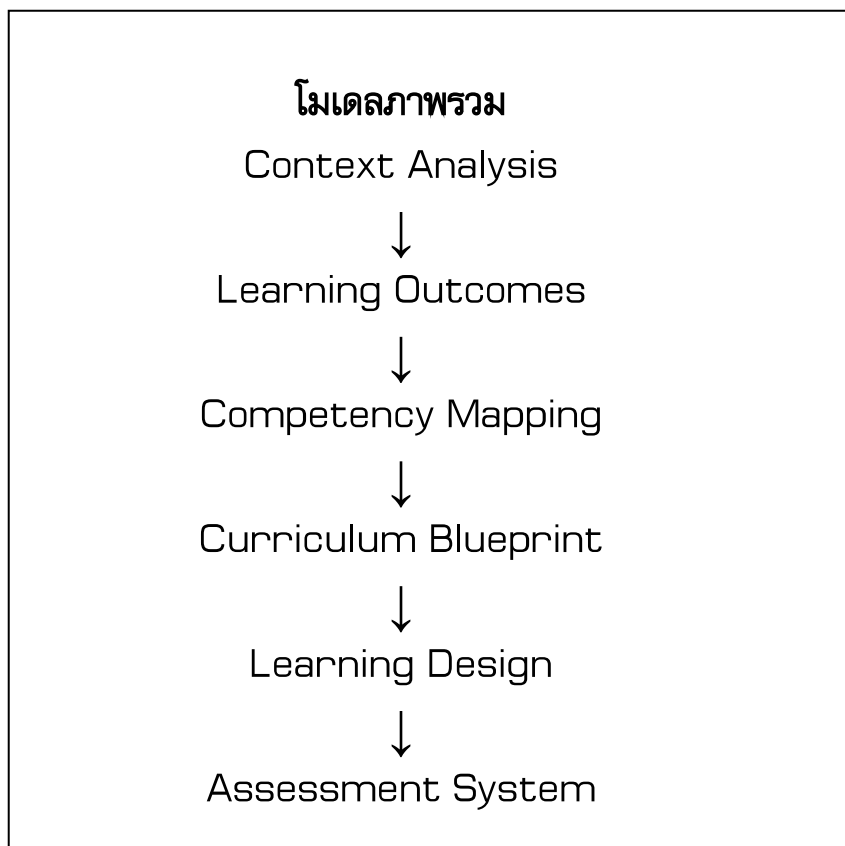 โมเดลภาพรวม
Context Analysis
↓
Learning Outcomes
↓
Competency Mapping
↓
Curriculum Blueprint
↓
Learning Design
↓
Assessment System